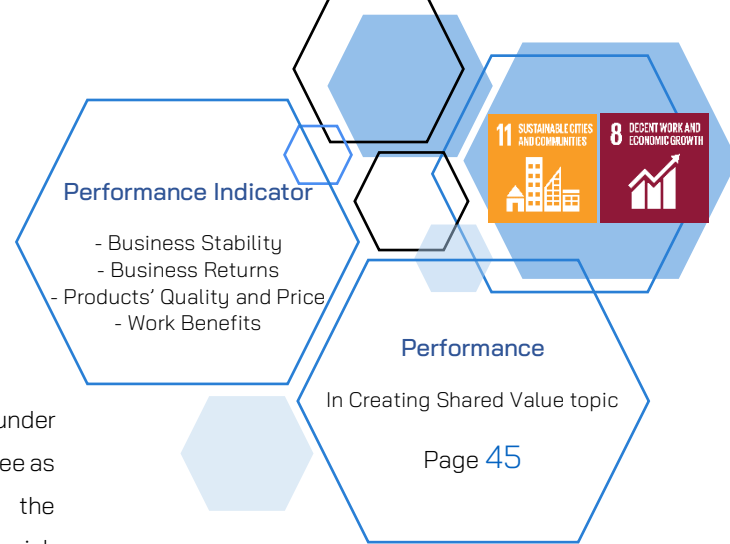 11 SUSTAINABLE CITIES
AND COMMUNITIES
8 DECENT WORK AND
ECONOMIC GROWTH
Performance Indicator
- Business Stability
- Business Returns
- Products' Quality and Price
- Work Benefits
Performance
In Creating Shared Value topic
Page 45
under
ee as
the